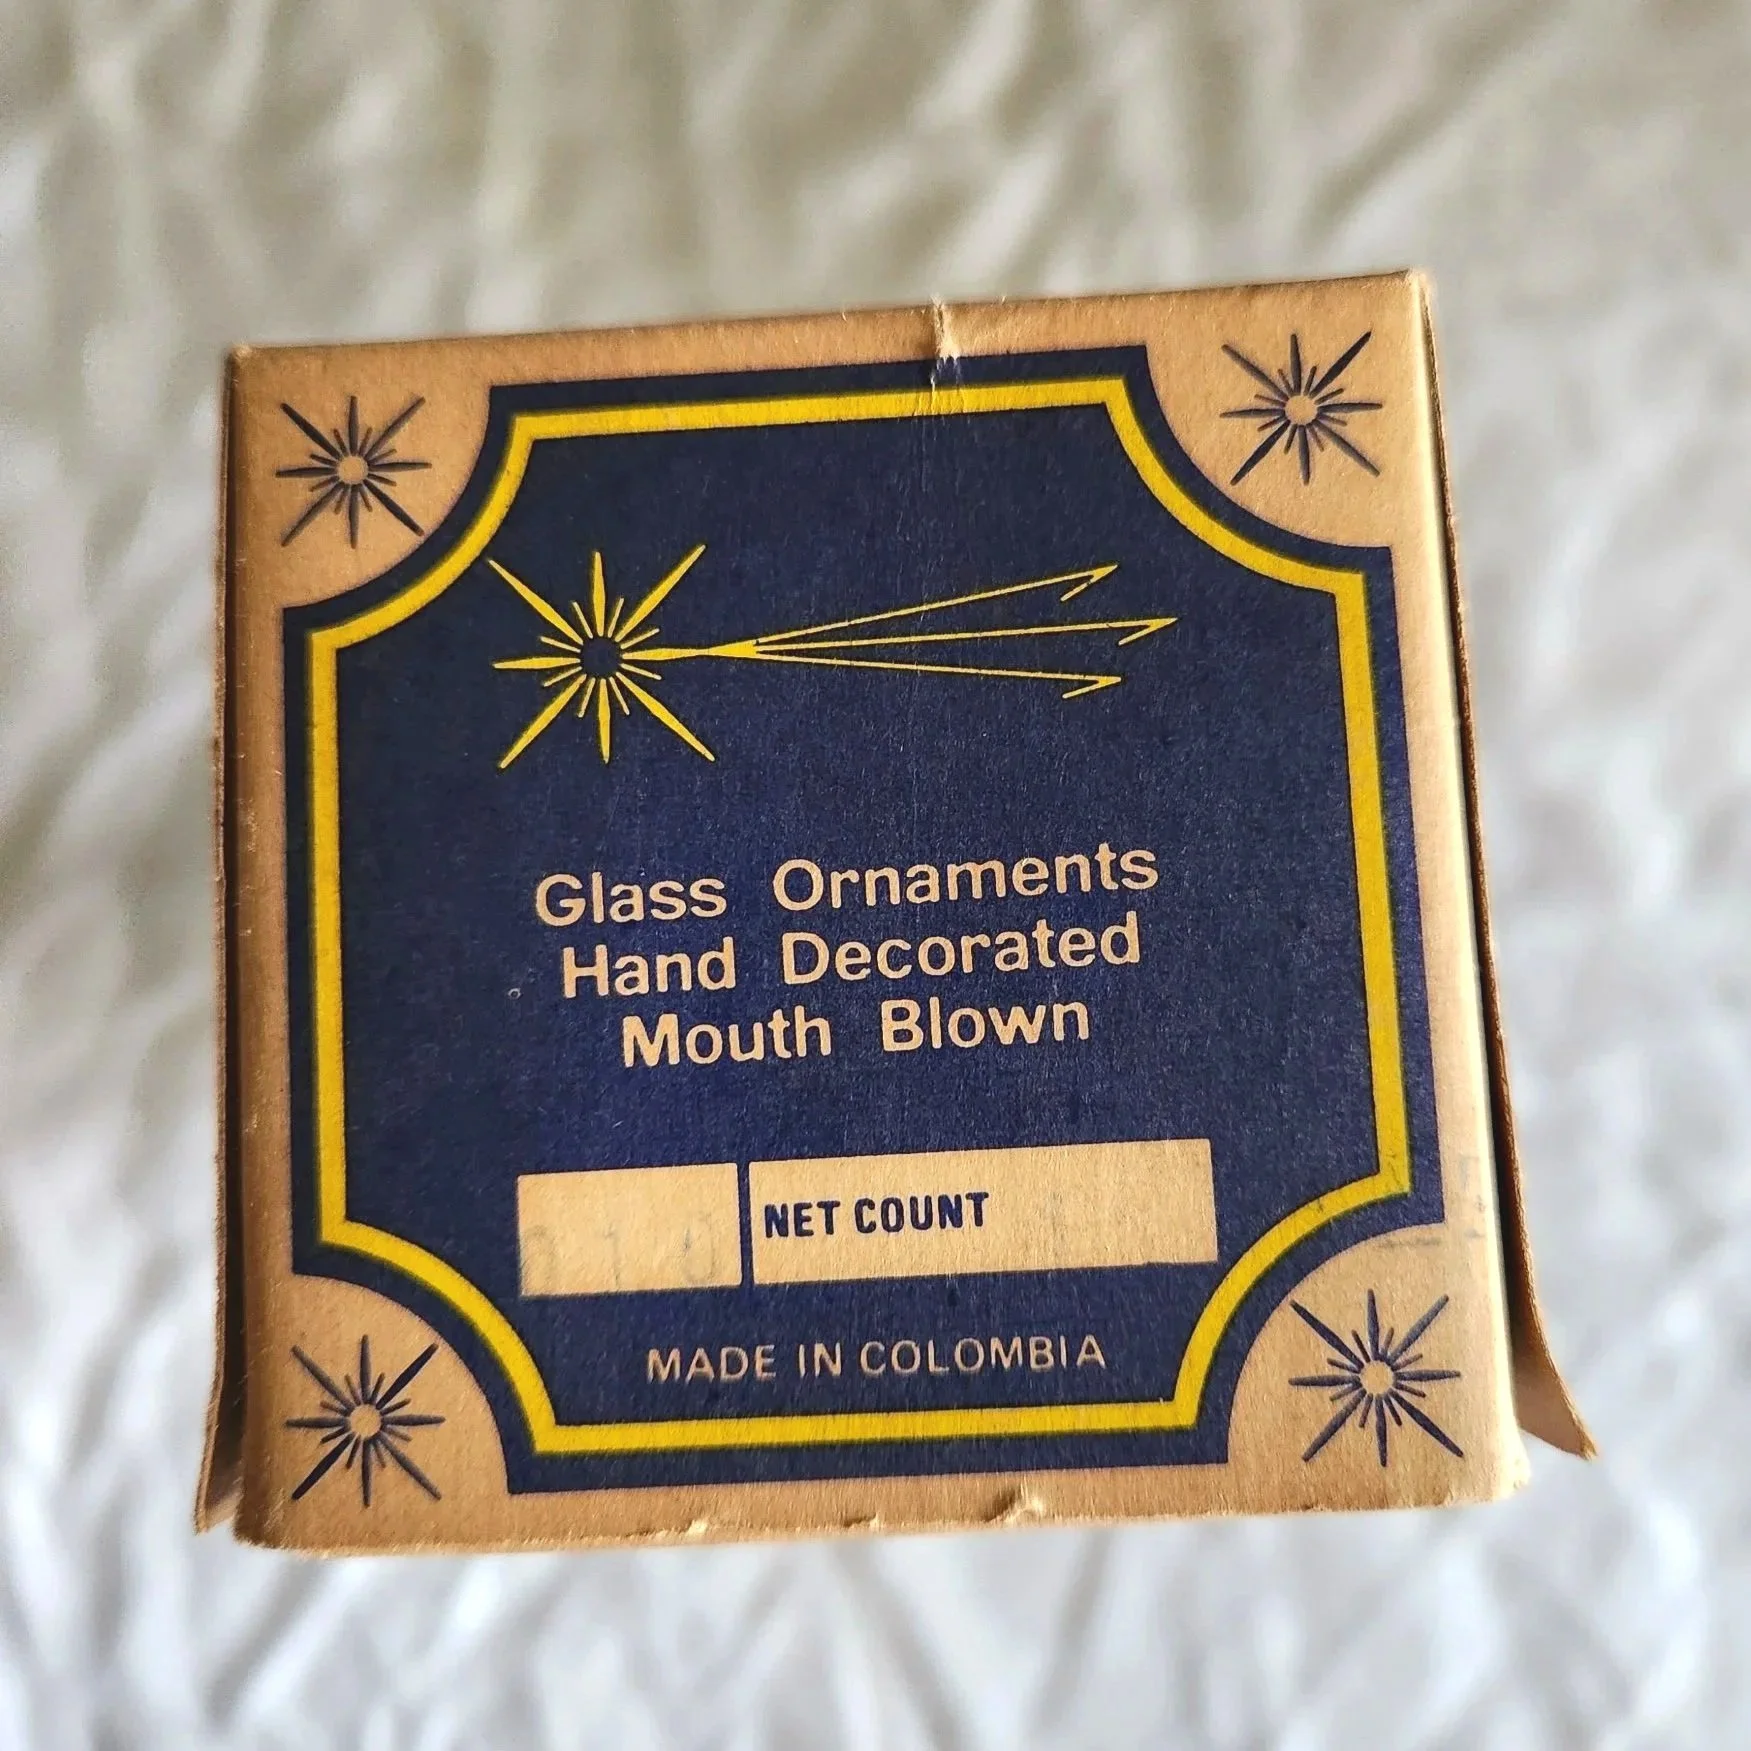 Glass Ornaments
Hand Decorated
Mouth Blown
NET COUNT
MADE IN COLOMBIA